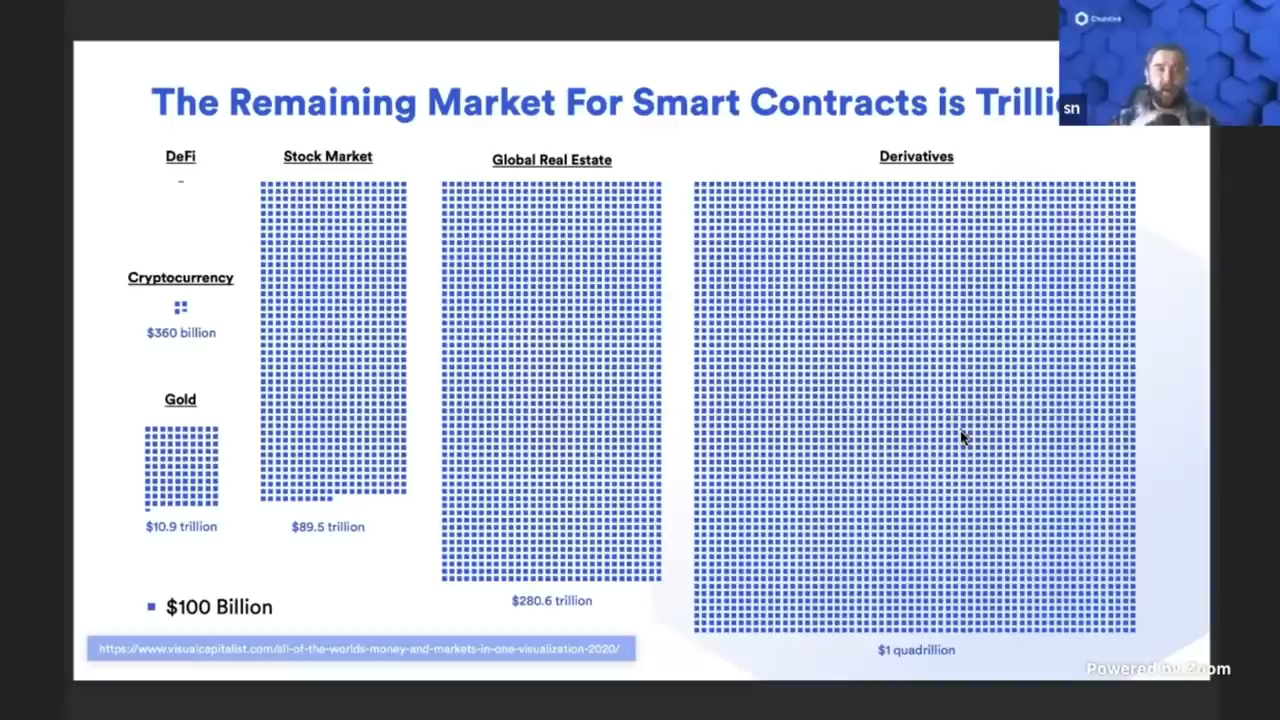 The Remaining Market For Smart Contracts is Trilli
DeFi
Stock Market
Global Real Estate
Derivatives
Cryptocurrency
$360 billion
Gold
$10.9 trillion
$89.5 trillion
$280.6 trillion
$1 quadrillion
$100 Billion
https://www.visualcapitalist.com/all-of-the-worlds-money-and-markets-in-one-visualization-2020/
Chainlink
sn
Powered by Zoom